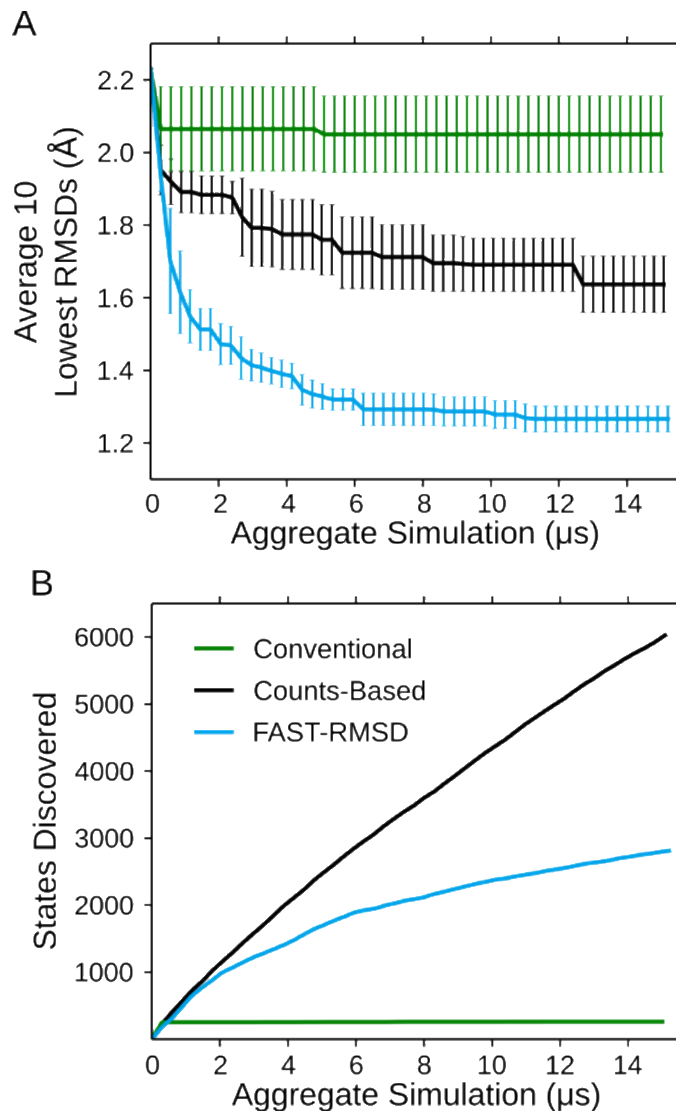 A
Average 10
Lowest RMSDs (Å)
2.2
2.0
1.8
1.6
1.4
1.2
0 2 4 6 8 10 12 14
Aggregate Simulation (µs)
B
States Discovered
6000
5000
4000
3000
2000
1000
Conventional
Counts-Based
FAST-RMSD
0 2 4 6 8 10 12 14
Aggregate Simulation (µs)